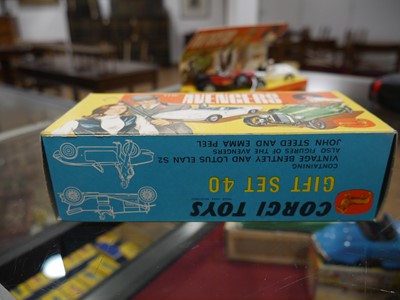 CORGI TOYS
GIFT SET 40
CONTAINING
VINTAGE BENTLEY AND LOTUS ELAN S2
ALSO FIGURES OF THE AVENGERS
JOHN STEED AND EMMA PEEL
AVENGERS